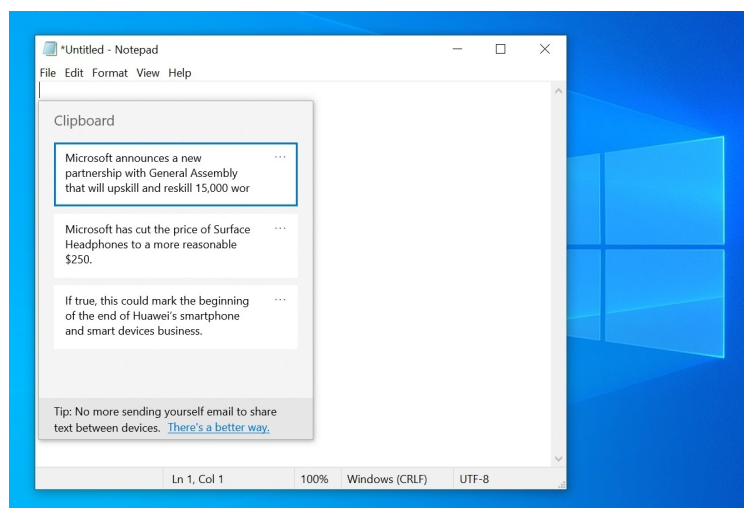 *Untitled - Notepad
File Edit Format View Help
Clipboard
Microsoft announces a new
partnership with General Assembly
that will upskill and reskill 15,000 wor
Microsoft has cut the price of Surface
Headphones to a more reasonable
$250.
If true, this could mark the beginning
of the end of Huawei's smartphone
and smart devices business.
Tip: No more sending yourself email to share
text between devices. There's a better way.
Ln 1, Col 1 100% Windows (CRLF) UTF-8